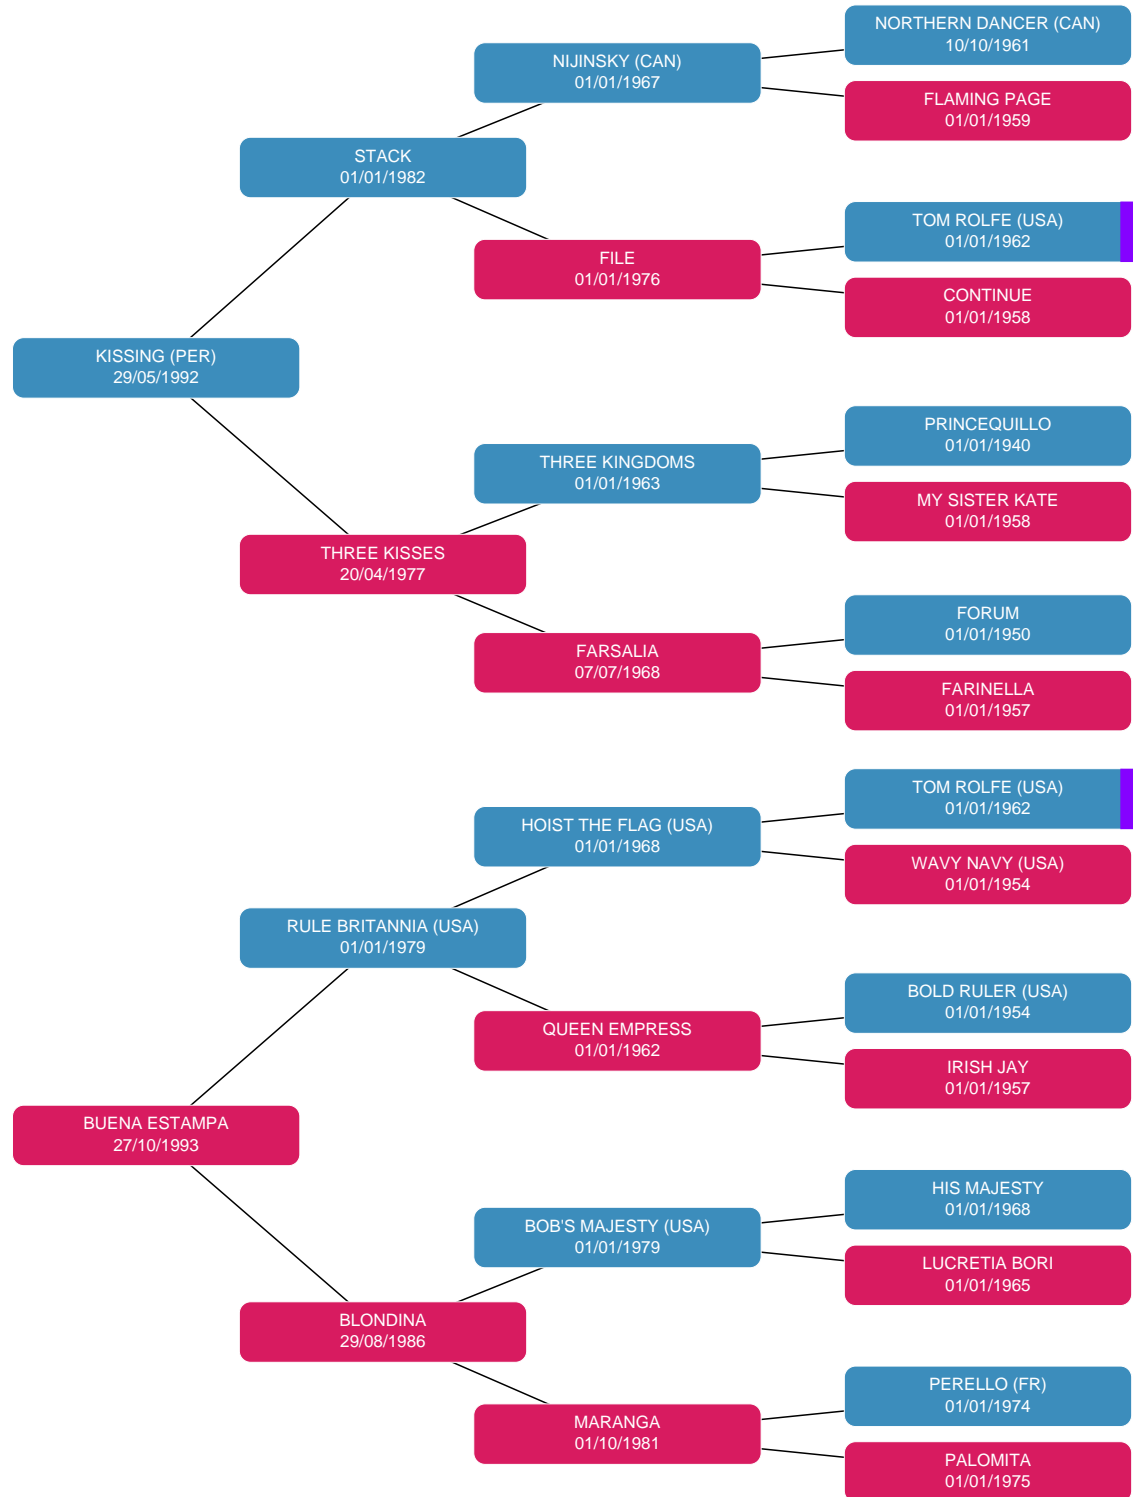 NORTHERN DANCER (CAN)
10/10/1961
NIJINSKY (CAN)
01/01/1967
FLAMING PAGE
01/01/1959
STACK
01/01/1982
TOM ROLFE (USA)
01/01/1962
FILE
01/01/1976
CONTINUE
01/01/1958
KISSING (PER)
29/05/1992
PRINCEQUILLO
01/01/1940
THREE KINGDOMS
01/01/1963
MY SISTER KATE
01/01/1958
THREE KISSES
20/04/1977
FORUM
01/01/1950
FARSALIA
07/07/1968
FARINELLA
01/01/1957
TOM ROLFE (USA)
01/01/1962
HOIST THE FLAG (USA)
01/01/1968
WAVY NAVY (USA)
01/01/1954
RULE BRITANNIA (USA)
01/01/1979
BOLD RULER (USA)
01/01/1954
QUEEN EMPRESS
01/01/1962
IRISH JAY
01/01/1957
BUENA ESTAMPA
27/10/1993
HIS MAJESTY
01/01/1968
BOB'S MAJESTY (USA)
01/01/1979
LUCRETIA BORI
01/01/1965
BLONDINA
29/08/1986
PERELLO (FR)
01/01/1974
MARANGA
01/10/1981
PALOMITA
01/01/1975